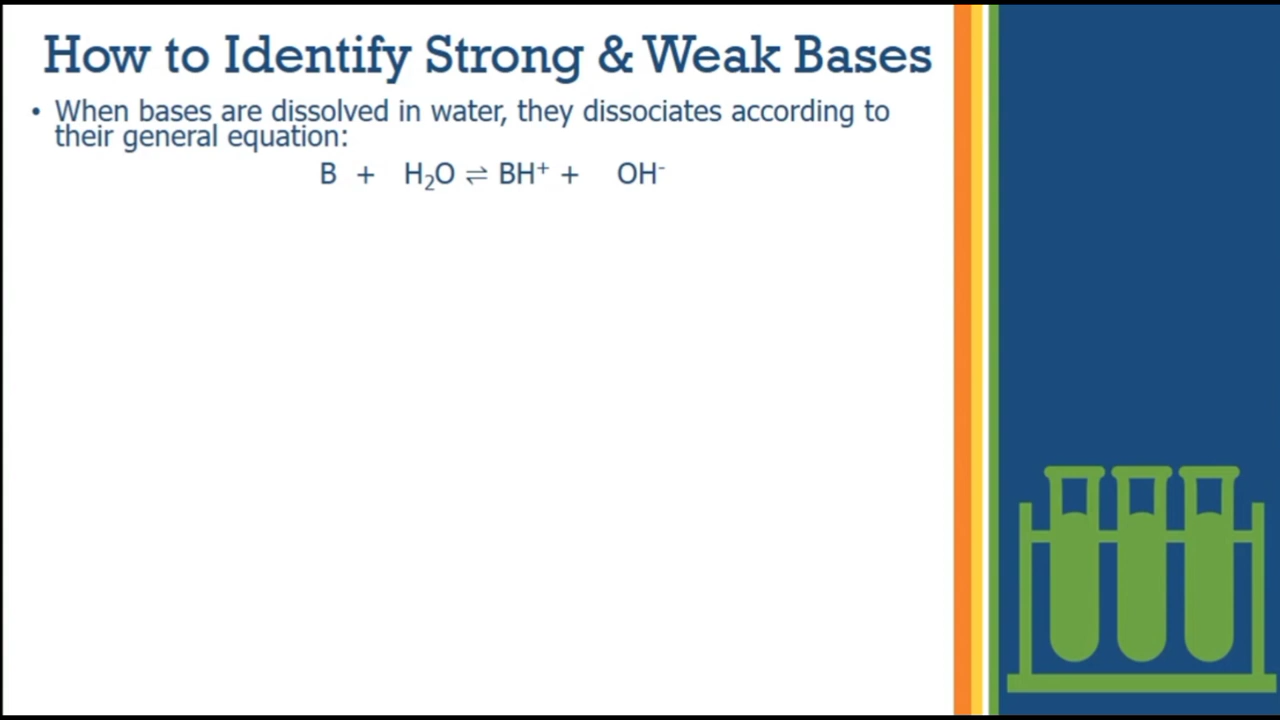 How to Identify Strong & Weak Bases
• When bases are dissolved in water, they dissociates according to
their general equation:
B + H₂O ⇌ BH⁺ + OH⁻